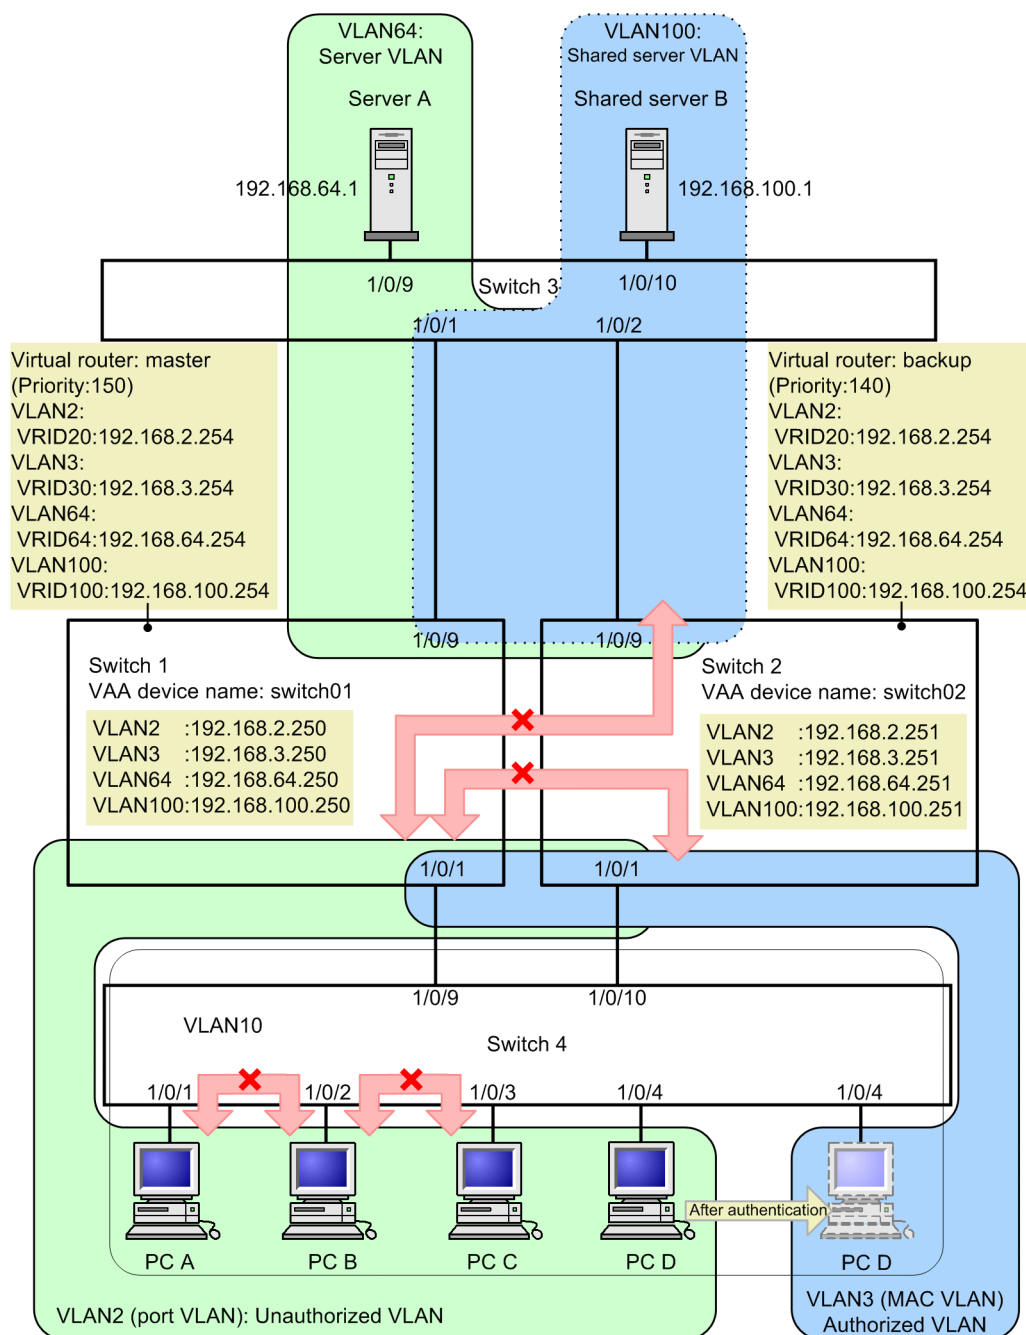 VLAN64:
Server VLAN
VLAN100:
Shared server VLAN
Server A
Shared server B
192.168.64.1
192.168.100.1
1/0/9
Switch 3
1/0/10
1/0/1
1/0/2
Virtual router: master
(Priority:150)
VLAN2:
VRID20:192.168.2.254
VLAN3:
VRID30:192.168.3.254
VLAN64:
VRID64:192.168.64.254
VLAN100:
VRID100:192.168.100.254
Virtual router: backup
(Priority:140)
VLAN2:
VRID20:192.168.2.254
VLAN3:
VRID30:192.168.3.254
VLAN64:
VRID64:192.168.64.254
VLAN100:
VRID100:192.168.100.254
1/0/9
1/0/9
Switch 1
VAA device name: switch01
VLAN2 :192.168.2.250
VLAN3 :192.168.3.250
VLAN64 :192.168.64.250
VLAN100:192.168.100.250
Switch 2
VAA device name: switch02
VLAN2 :192.168.2.251
VLAN3 :192.168.3.251
VLAN64 :192.168.64.251
VLAN100:192.168.100.251
1/0/1
1/0/1
1/0/9
1/0/10
VLAN10
Switch 4
1/0/1
1/0/2
1/0/3
1/0/4
1/0/4
After authentication
PC A
PC B
PC C
PC D
PC D
VLAN2 (port VLAN): Unauthorized VLAN
VLAN3 (MAC VLAN)
Authorized VLAN